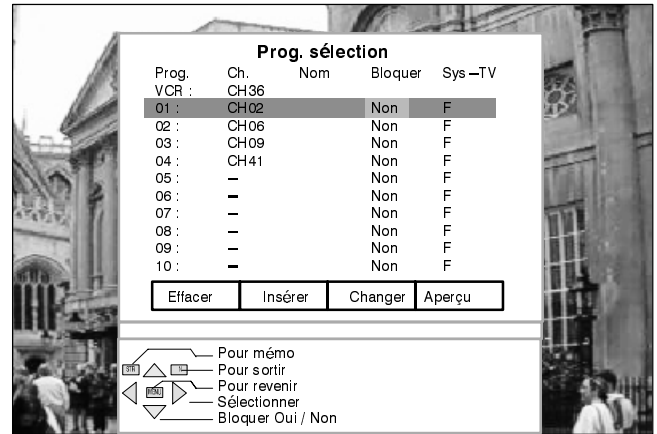 Prog. sélection
Prog. Ch. Nom Bloquer Sys–TV
VCR : CH36
01 : CH02 Non F
02 : CH06 Non F
03 : CH09 Non F
04 : CH41 Non F
05 : – Non F
06 : – Non F
07 : – Non F
08 : – Non F
09 : – Non F
10 : – Non F
Effacer Insérer Changer Aperçu
Pour mémo
STR N
Pour sortir
Pour revenir
MENU
Sélectionner
Bloquer Oui / Non